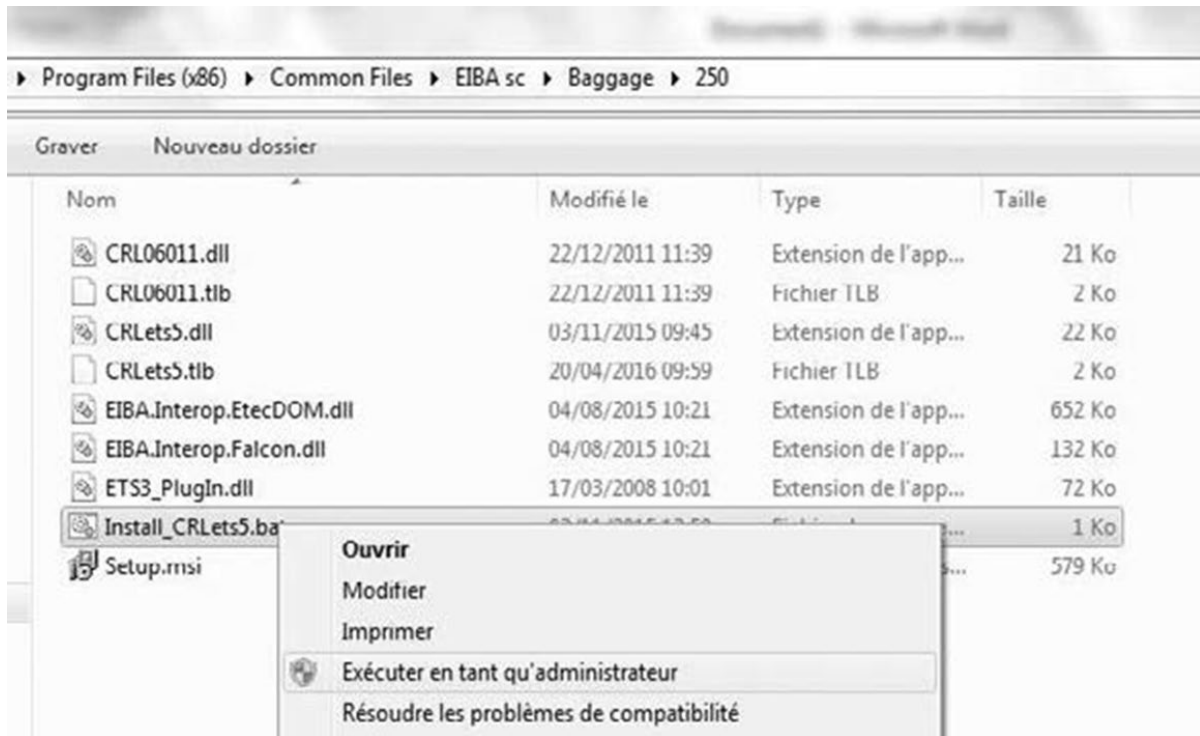 Program Files (x86) Common Files EIBA sc Baggage 250
Graver Nouveau dossier
Nom Modifié le Type Taille
CRL06011.dll 22/12/2011 11:39 Extension de l'app... 21 Ko
CRL06011.tlb 22/12/2011 11:39 Fichier TLB 2 Ko
CRLets5.dll 03/11/2015 09:45 Extension de l'app... 22 Ko
CRLets5.tlb 20/04/2016 09:59 Fichier TLB 2 Ko
EIBA.Interop.EtecDOM.dll 04/08/2015 10:21 Extension de l'app... 652 Ko
EIBA.Interop.Falcon.dll 04/08/2015 10:21 Extension de l'app... 132 Ko
ETS3_PlugIn.dll 17/03/2008 10:01 Extension de l'app... 72 Ko
Install_CRLets5.ba 1 Ko
Setup.msi 579 Ko
Ouvrir
Modifier
Imprimer
Exécuter en tant qu'administrateur
Résoudre les problèmes de compatibilité